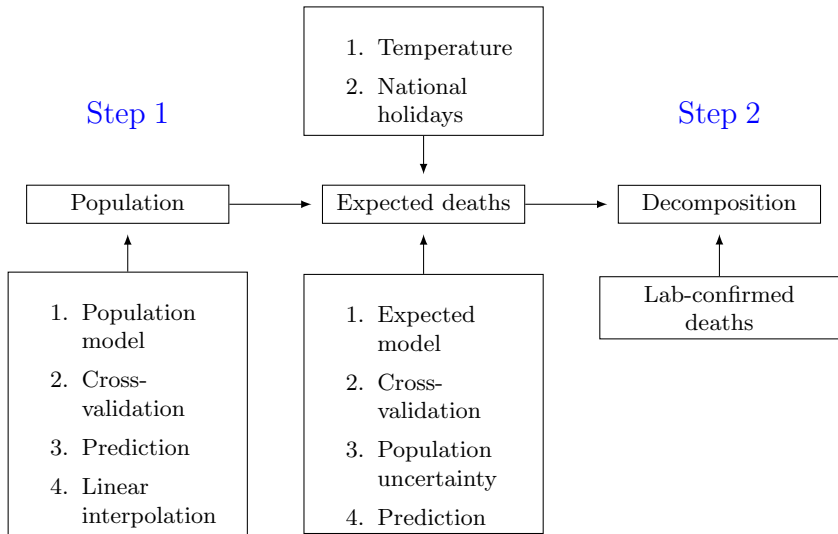 1. Temperature
2. National
holidays
Step 1
Step 2
Population
Expected deaths
Decomposition
1. Population
model
2. Cross-
validation
3. Prediction
4. Linear
interpolation
1. Expected
model
2. Cross-
validation
3. Population
uncertainty
4. Prediction
Lab-confirmed
deaths